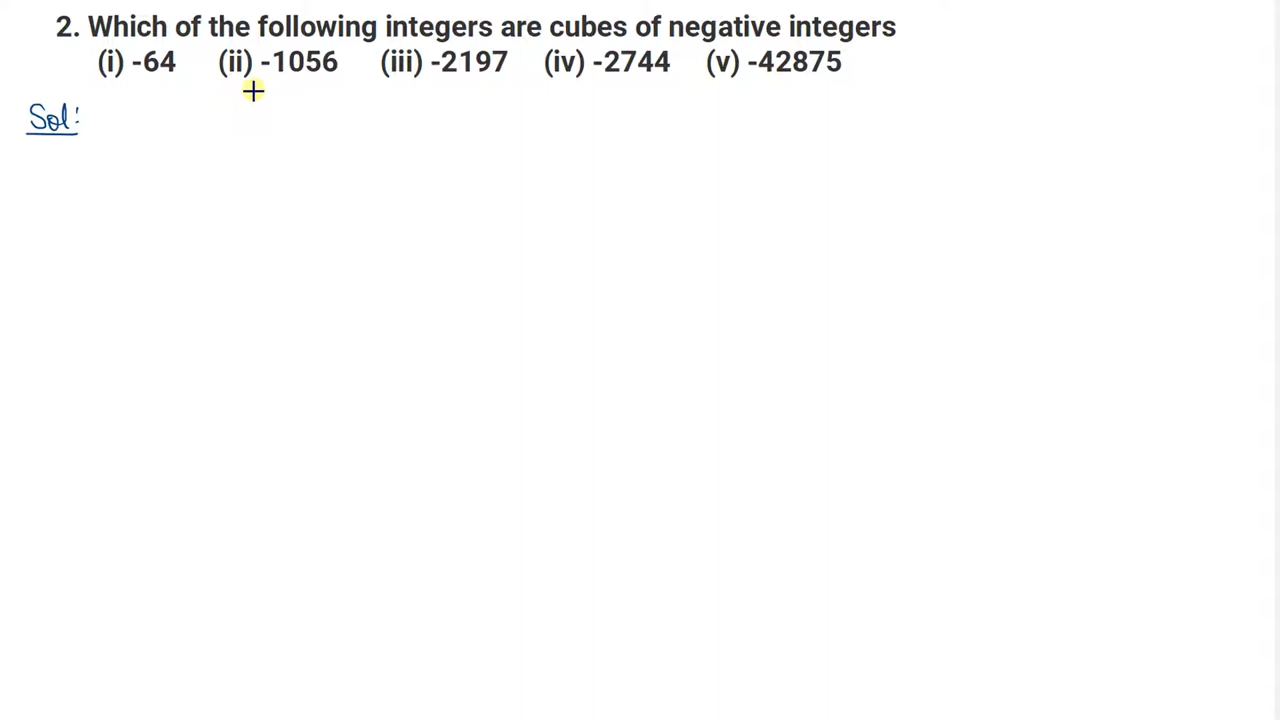 2. Which of the following integers are cubes of negative integers
(i) -64 (ii) -1056 (iii) -2197 (iv) -2744 (v) -42875
Sol: